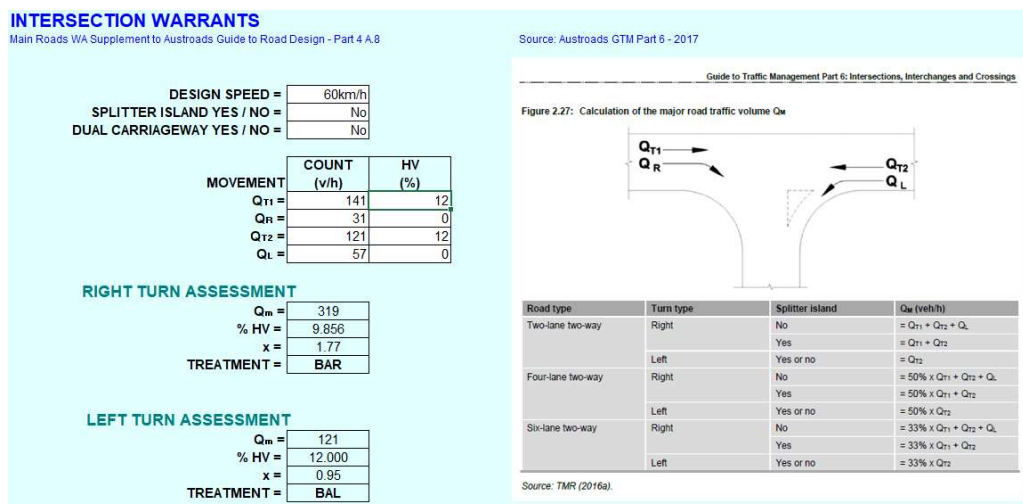 INTERSECTION WARRANTS
Main Roads WA Supplement to Austroads Guide to Road Design - Part 4 A.8
DESIGN SPEED = 60km/h
SPLITTER ISLAND YES / NO = No
DUAL CARRIAGEWAY YES / NO = No
COUNT HV
MOVEMENT (v/h) (%)
QT1 = 141 12
QR = 31 0
QT2 = 121 12
QL = 57 0
RIGHT TURN ASSESSMENT
Qm = 319
% HV = 9.856
x = 1.77
TREATMENT = BAR
LEFT TURN ASSESSMENT
Qm = 121
% HV = 12.000
x = 0.95
TREATMENT = BAL
Source: Austroads GTM Part 6 - 2017
Guide to Traffic Management Part 6: Intersections, Interchanges and Crossings
Figure 2.27: Calculation of the major road traffic volume QM
QT1
QR
QT2
QL
Road type Turn type Splitter island QM (veh/h)
Two-lane two-way Right No = QT1 + QT2 + QL
Yes = QT1 + QT2
Left Yes or no = QT2
Four-lane two-way Right No = 50% x QT1 + QT2 + QL
Yes = 50% x QT1 + QT2
Left Yes or no = 50% x QT2
Six-lane two-way Right No = 33% x QT1 + QT2 + QL
Yes = 33% x QT1 + QT2
Left Yes or no = 33% x QT2
Source: TMR (2016a).